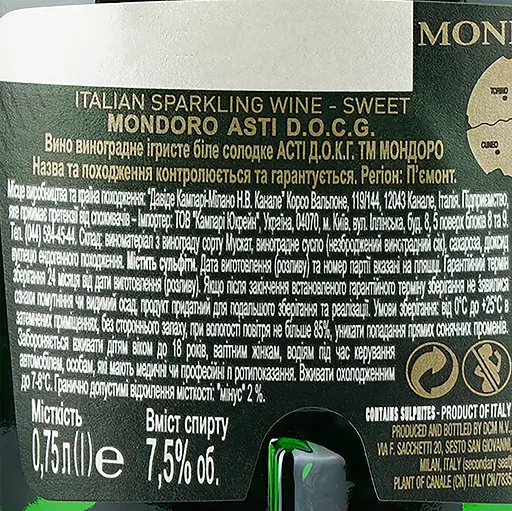 MON
TORINO
CUNEO
ITALIAN SPARKLING WINE - SWEET
MONDORO ASTI D.O.C.G.
Вино виноградне ігристе біле солодке АСТІ Д.О.К.Г. ТМ МОНДОРО
Назва та походження контролюється та гарантується. Регіон: П'ємонт.
Місце виробництва та країна походження: "Давіде Кампарі-Мілано Н.В. Канале" Корсо Вальпоне, 119/144, 12043 Канале, Італія. Підприємство,
яке приймає претензії від споживачів – Імпортер: ТОВ "Кампарі Юкрейн", Україна, 04070, м. Київ, вул. Іллінська, буд. 8, 5 поверх блоки 8 та 9.
Тел. (044) 584-45-44. Склад: виноматеріал з винограду сорту Мускат, виноградне сусло (незброджений виноградний сік), сахароза, діоксид
вуглецю ендогенного походження. Містить сульфіти. Дата виготовлення (розливу) та номер партії вказані на пляшці. Гарантійний термін
зберігання 24 місяця від дати виготовлення (розливу). Якщо після закінчення встановленого гарантійного терміну зберігання не з'явилися
ознаки помутніння чи видимий осад, продукт придатний для подальшого зберігання та реалізації. Умови зберігання: від 0°С до +25°С в
затемнених приміщеннях, без стороннього запаху, при вологості повітря не більше 85%, уникати попадання прямих сонячних променів.
Забороняється вживати дітям віком до 18 років, вагітним жінкам, водіям під час керування
автомобілем, особам, які мають медичні чи професійні протипоказання. Вживати охолодженим
до 7-8°С. Гранично допустимі відхилення місткості: "мінус" 2 %.
Місткість
0,75 л (l) e
Вміст спирту
7,5% об.
CONTAINS SULPHITES - PRODUCT OF ITALY
PRODUCED AND BOTTLED BY DCM N.V.,
VIA F. SACCHETTI 20, SESTO SAN GIOVANNI,
MILAN, ITALY (secondary seat)
PLANT OF CANALE (CN) ITALY CN/7835